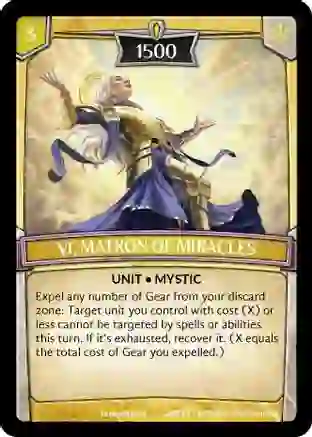 3
1500
VI, MATRON OF MIRACLES
UNIT • MYSTIC
Expel any number of Gear from your discard
zone: Target unit you control with cost (X) or
less cannot be targeted by spells or abilities
this turn. If it's exhausted, recover it. (X equals
the total cost of Gear you expelled.)